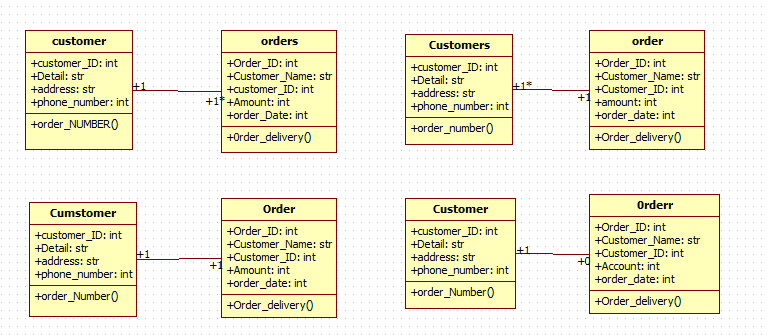 customer
+customer_ID: int
+Detail: str
+address: str
+phone_number: int
+order_NUMBER()
+1
+1*
orders
+Order_ID: int
+Customer_Name: str
+customer_ID: int
+Amount: int
+order_Date: int
+0rder_delivery()
Customers
+customer_ID: int
+Detail: str
+address: str
+phone_number: int
+order_number()
+1*
+1
order
+Order_ID: int
+Customer_Name: str
+Customer_ID: int
+amount: int
+order_date: int
+Order_delivery()
Cumstomer
+customer_ID: int
+Detail: str
+address: str
+phone_number: int
+order_Number()
+1
+1
Order
+Order_ID: int
+Customer_Name: str
+Customer_ID: int
+Amount: int
+order_date: int
+Order_delivery()
Customer
+customer_ID: int
+Detail: str
+address: str
+phone_number: int
+order_Number()
+1
+0
0rderr
+Order_ID: int
+Customer_Name: str
+Customer_ID: int
+Account: int
+order_date: int
+Order_delivery()